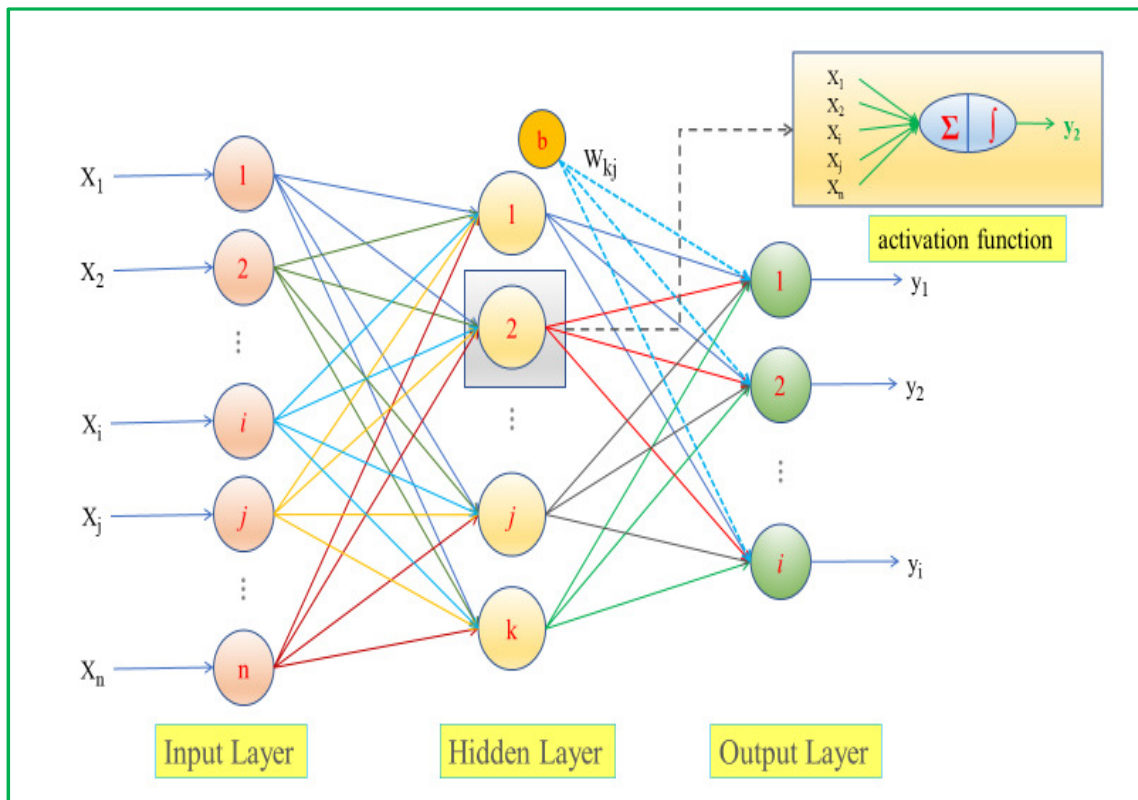 X₁
X₂
Xᵢ
Xⱼ
Xₙ
Σ ∫
y₂
activation function
b
Wₖⱼ
X₁
1
1
1
y₁
X₂
2
2
2
y₂
⋮
⋮
⋮
Xᵢ
i
Xⱼ
j
j
i
yᵢ
⋮
k
Xₙ
n
Input Layer
Hidden Layer
Output Layer